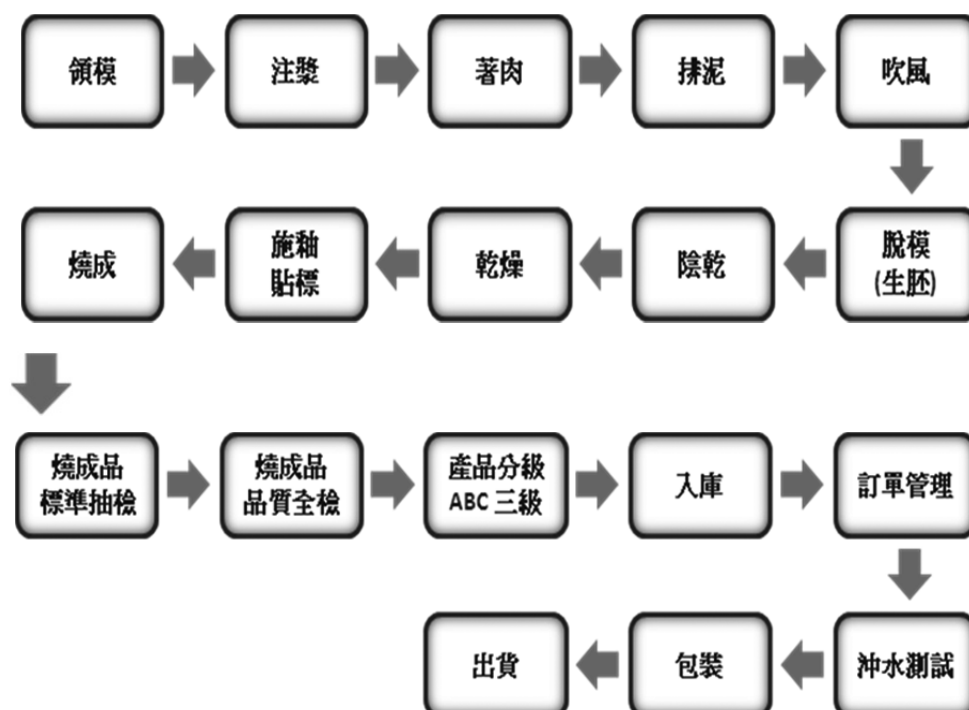 領模
注漿
著肉
排泥
吹風
脫模
(生胚)
陰乾
乾燥
施釉
貼標
燒成
燒成品
標準抽檢
燒成品
品質全檢
產品分級
ABC 三級
入庫
訂單管理
沖水測試
包裝
出貨